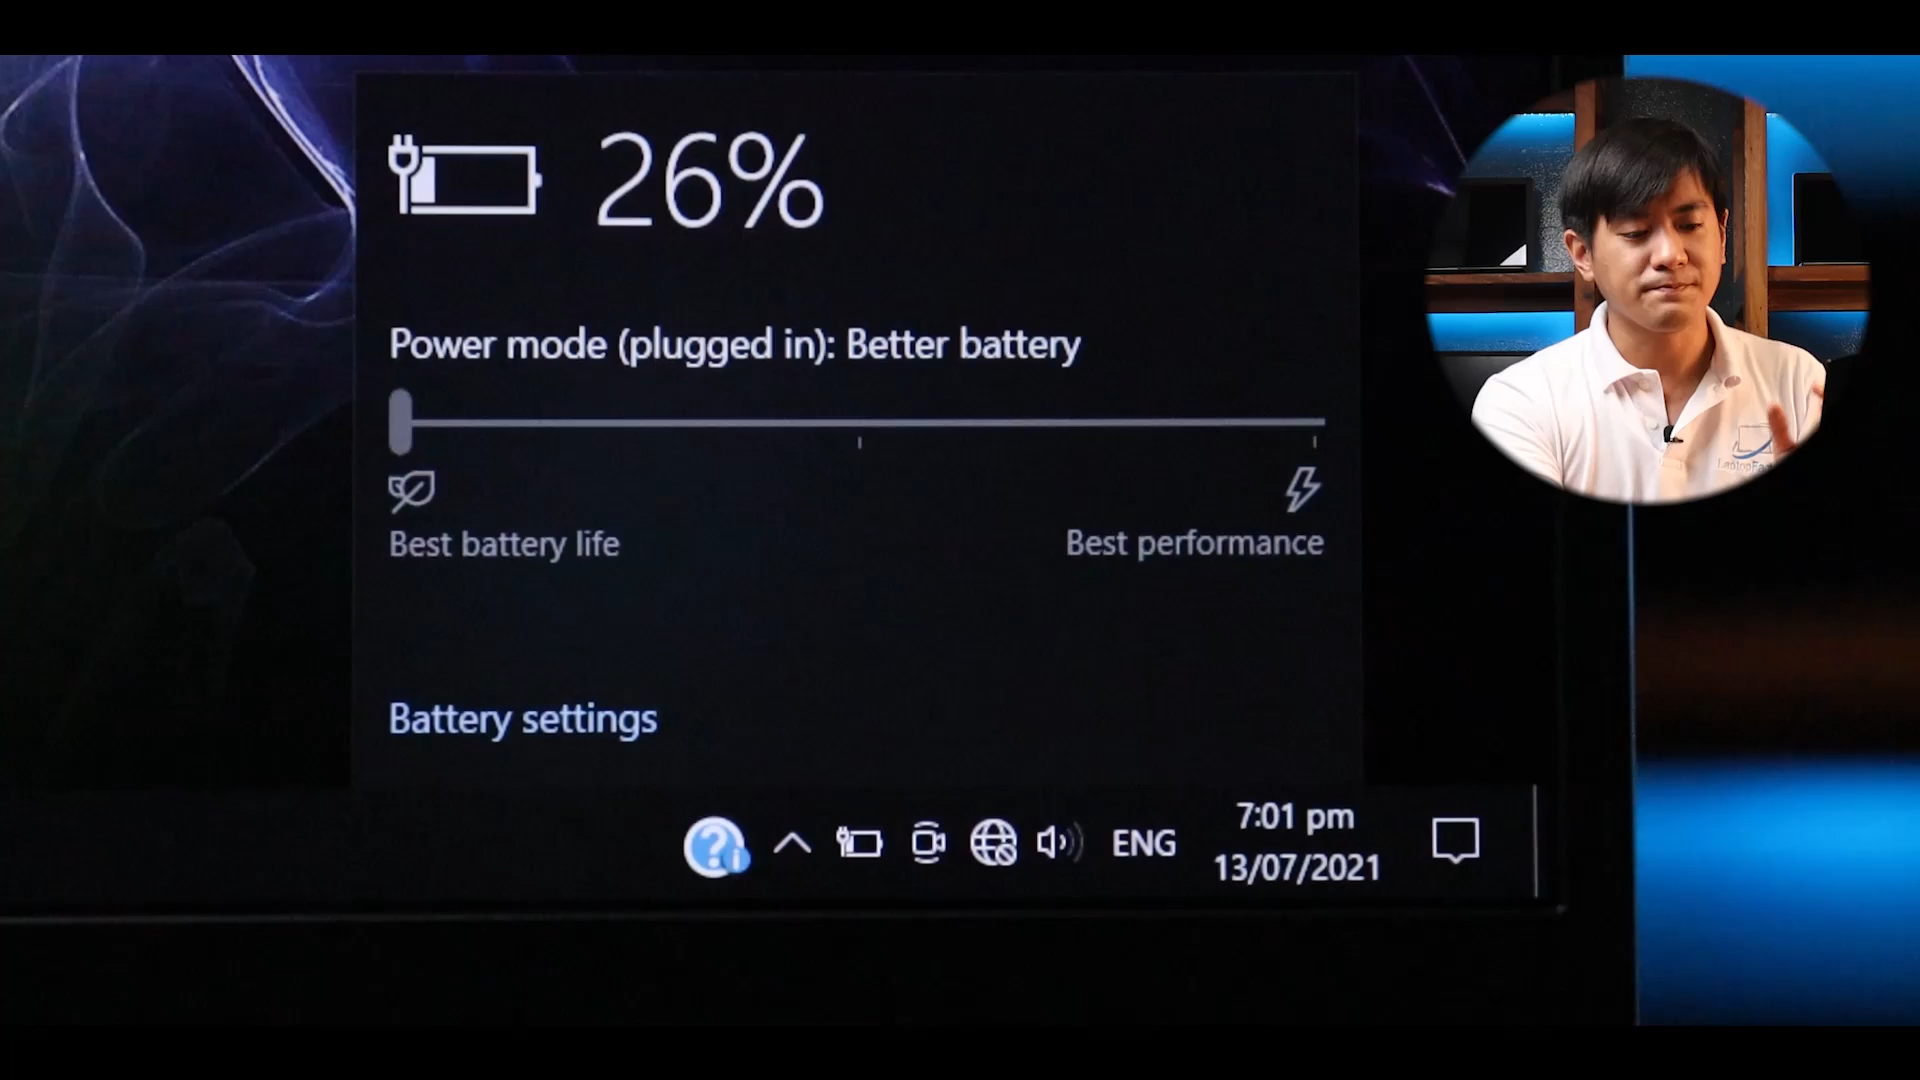 26%
Power mode (plugged in): Better battery
Best battery life
Best performance
Battery settings
ENG
7:01 pm
13/07/2021